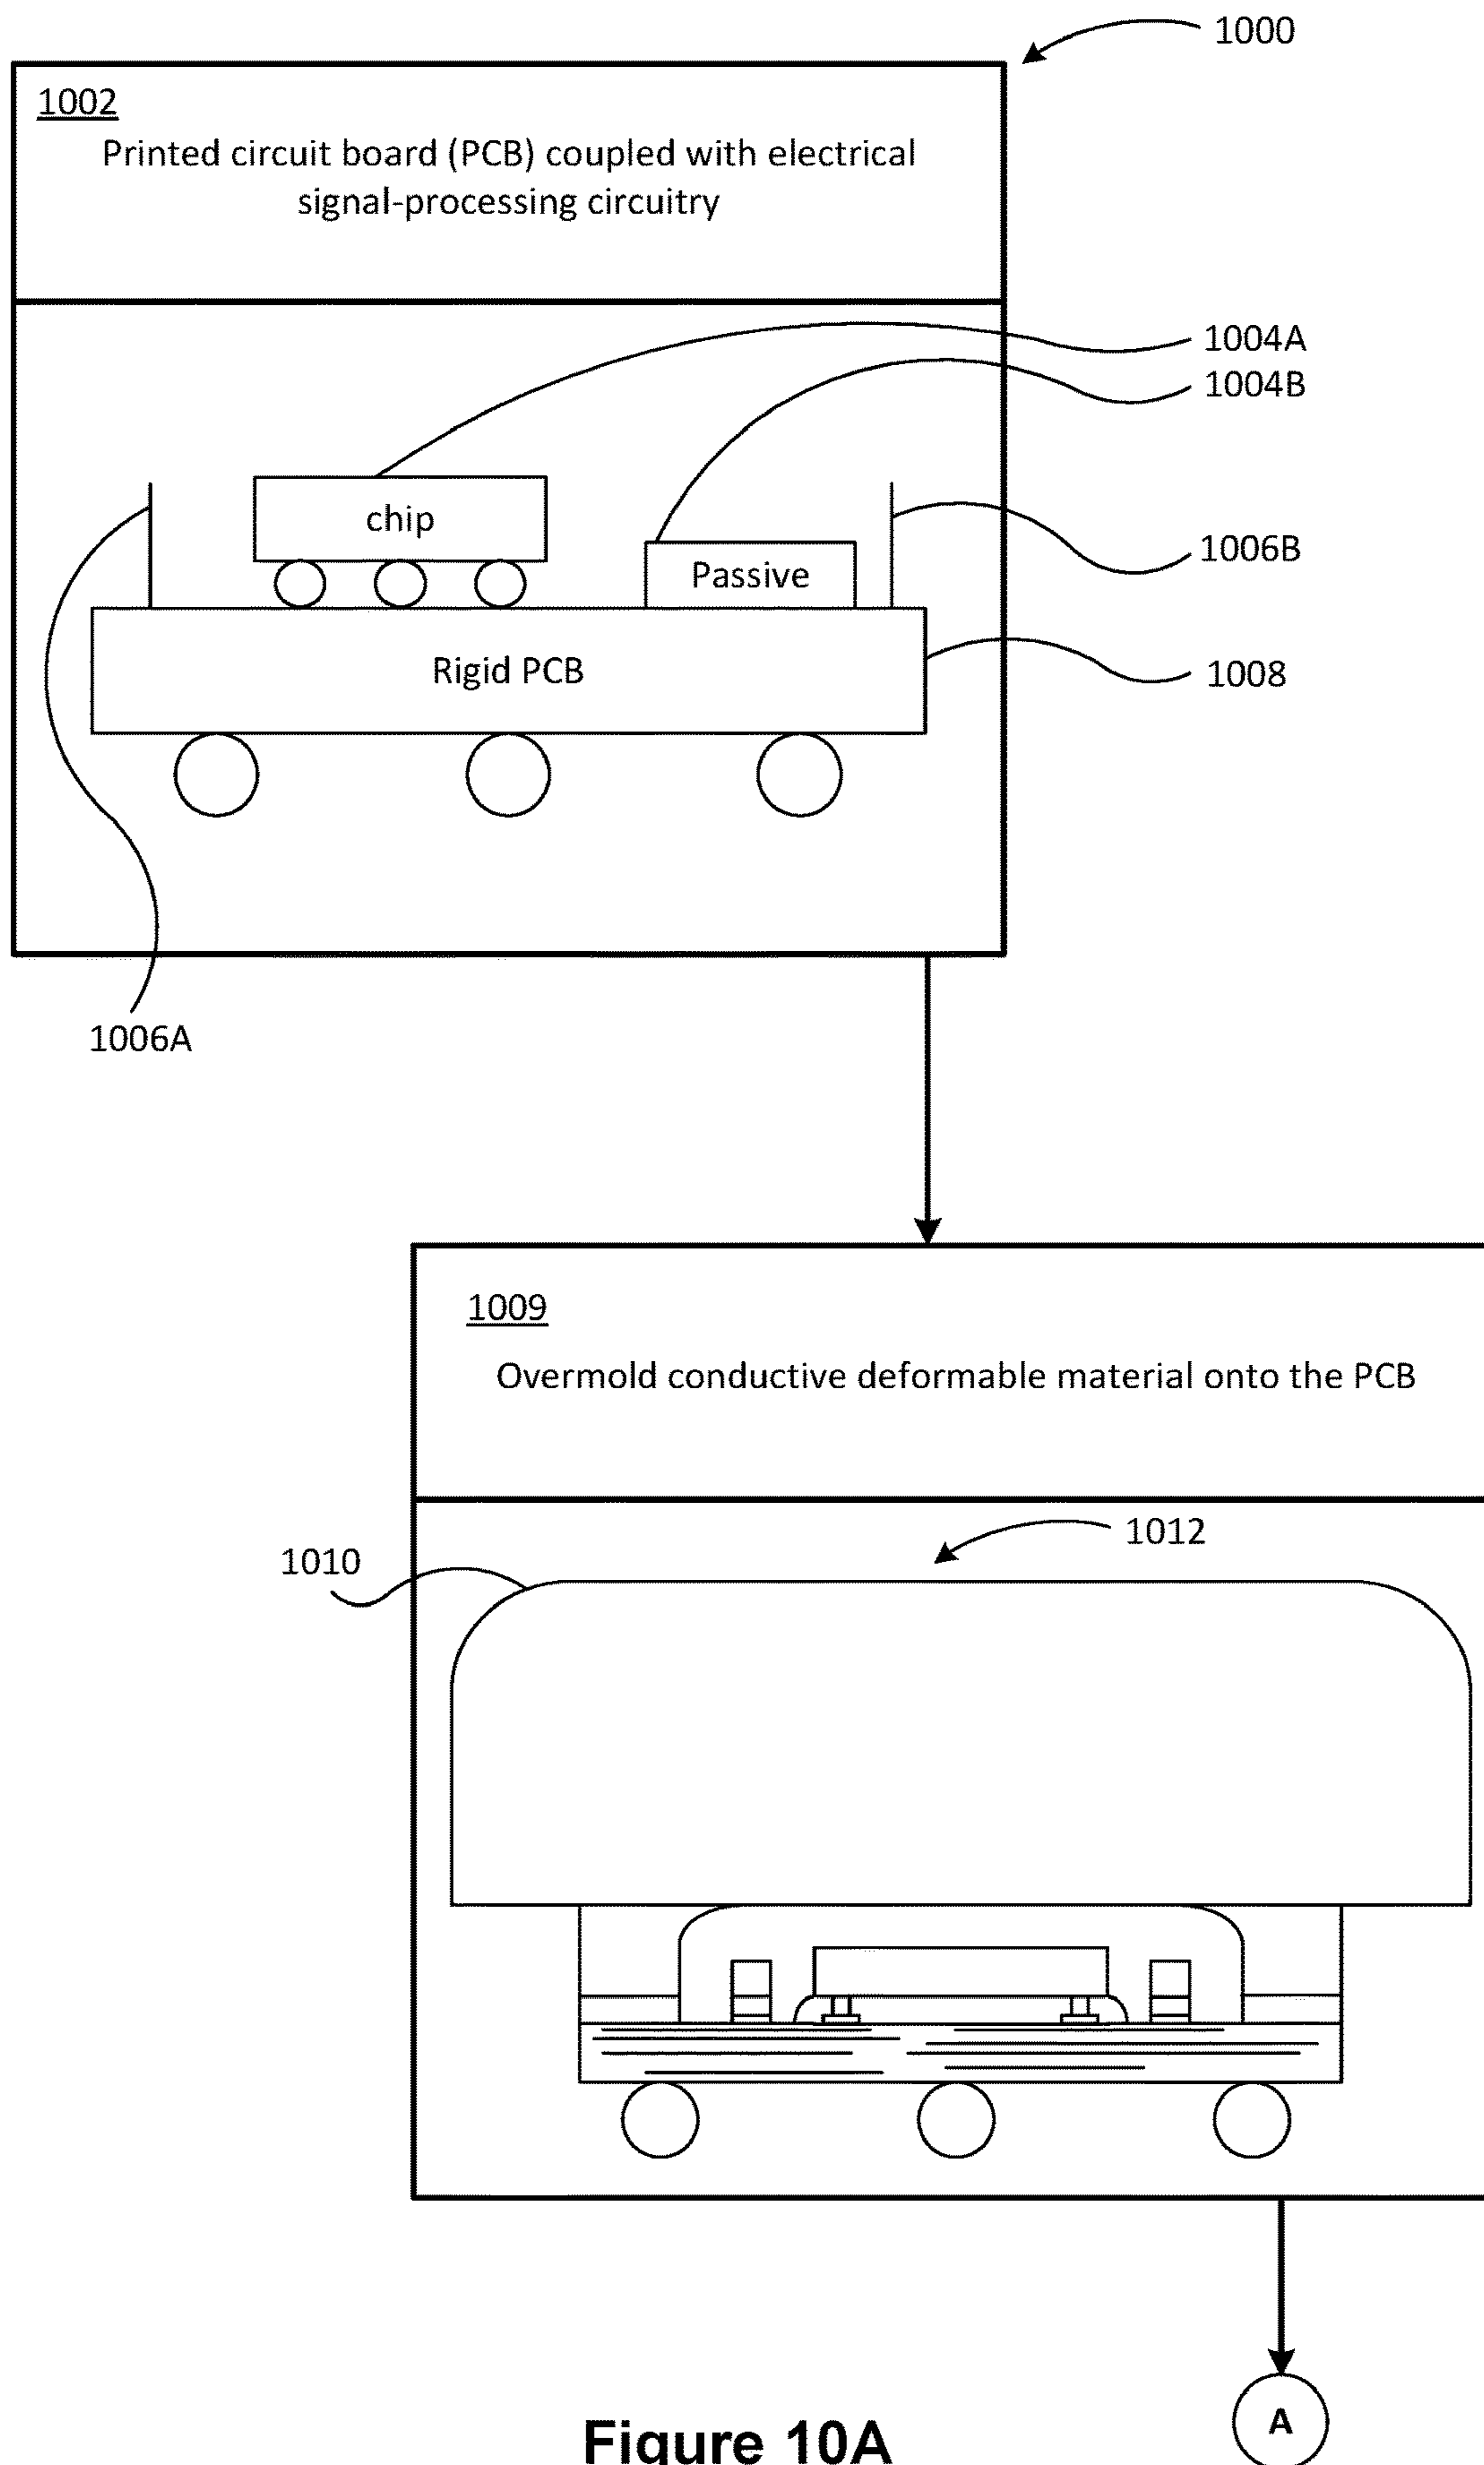 1000
1002
Printed circuit board (PCB) coupled with electrical
signal-processing circuitry
1004A
1004B
chip
Passive
1006B
Rigid PCB
1008
1006A
1009
Overmold conductive deformable material onto the PCB
1012
1010
A
Figure 10A